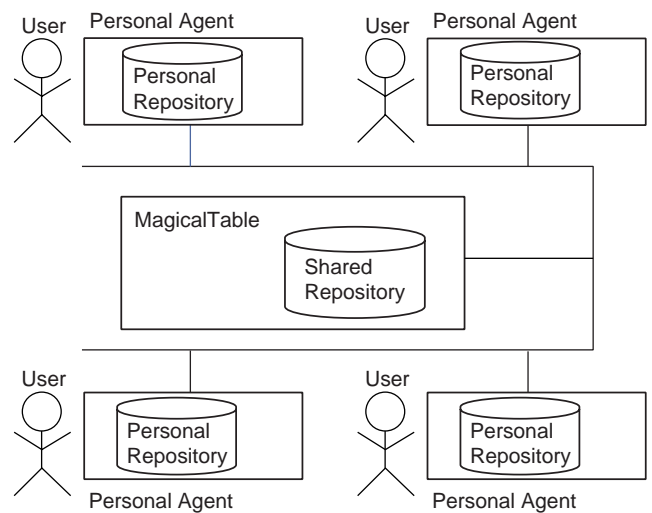 User
Personal Agent
Personal
Repository
User
Personal Agent
Personal
Repository
MagicalTable
Shared
Repository
User
Personal
Repository
Personal Agent
User
Personal
Repository
Personal Agent